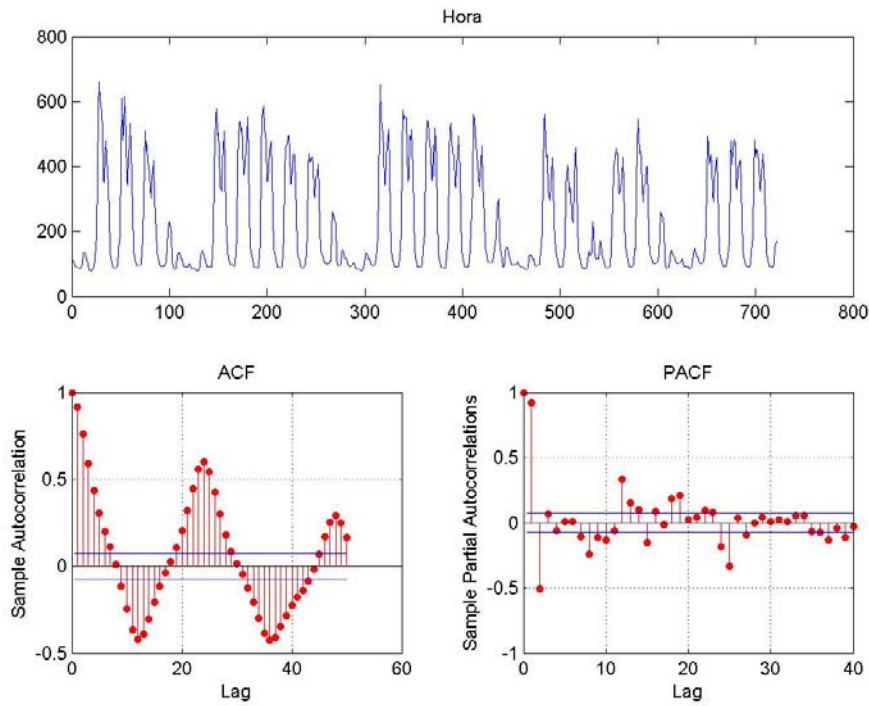 Hora
800
600
400
200
0
0 100 200 300 400 500 600 700 800
ACF
Sample Autocorrelation
1
0.5
0
-0.5
0 20 40 60
Lag
PACF
Sample Partial Autocorrelations
1
0.5
0
-0.5
-1
0 10 20 30 40
Lag